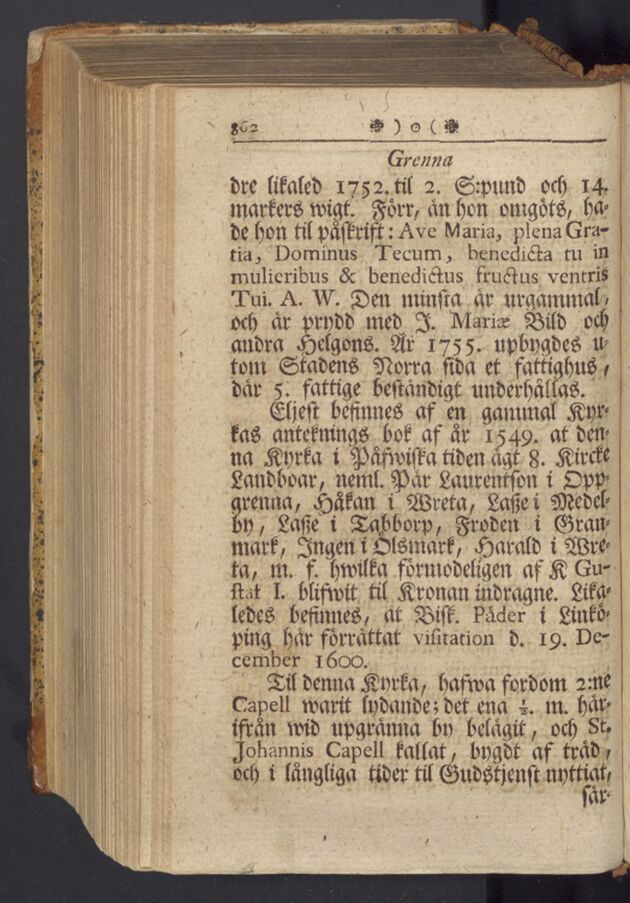 862 ) o (
Grenna
dre likaled 1752. til 2. S:pund och 14.
markers wigt. Förr, än hon omgöts, ha-
de hon til påskrift: Ave Maria, plena Gra-
tia, Dominus Tecum, benedicta tu in
mulieribus & benedictus fructus ventris
Tui. A. W. Den minsta är urgammal,
och är prydd med J. Mariæ Bild och
andra Helgons. År 1755. upbygdes u-
tom Stadens Norra sida et fattighus,
där 5. fattige beständigt underhållas.
Eljest befinnes af en gammal Kyr-
kas anteknings bok af år 1549. at den-
na Kyrka i Påfwiska tiden ägt 8. Kircke
Landboar, neml. Pär Laurentson i Opp-
grenna, Håkan i Wreta, Laße i Medel-
by, Laße i Tabborp, Froden i Gran-
mark, Ingen i Olsmark, Harald i Wre-
ta, m. f. hwilka förmodeligen af K Gu-
staf I. blifwit til Kronan indragne. Lika-
ledes befinnes, at Bisk. Päder i Linkö-
ping här förrättat visitation d. 19. De-
cember 1600.
Til denna Kyrka, hafwa fordom 2:ne
Capell warit lydande; det ena ½. m. här-
ifrån wid upgränna by belägit, och St.
Johannis Capell kallat, bygdt af träd,
och i långliga tider til Gudstjenst nyttiat,
sär-